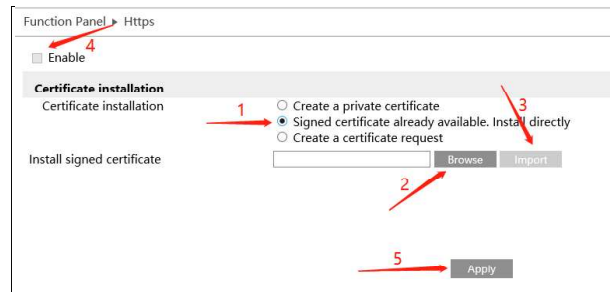 Function Panel ▶ Https
4
Enable
Certificate installation
Certificate installation
1
Create a private certificate
3
Signed certificate already available. Install directly
Create a certificate request
Install signed certificate
Browse
Import
2
5
Apply